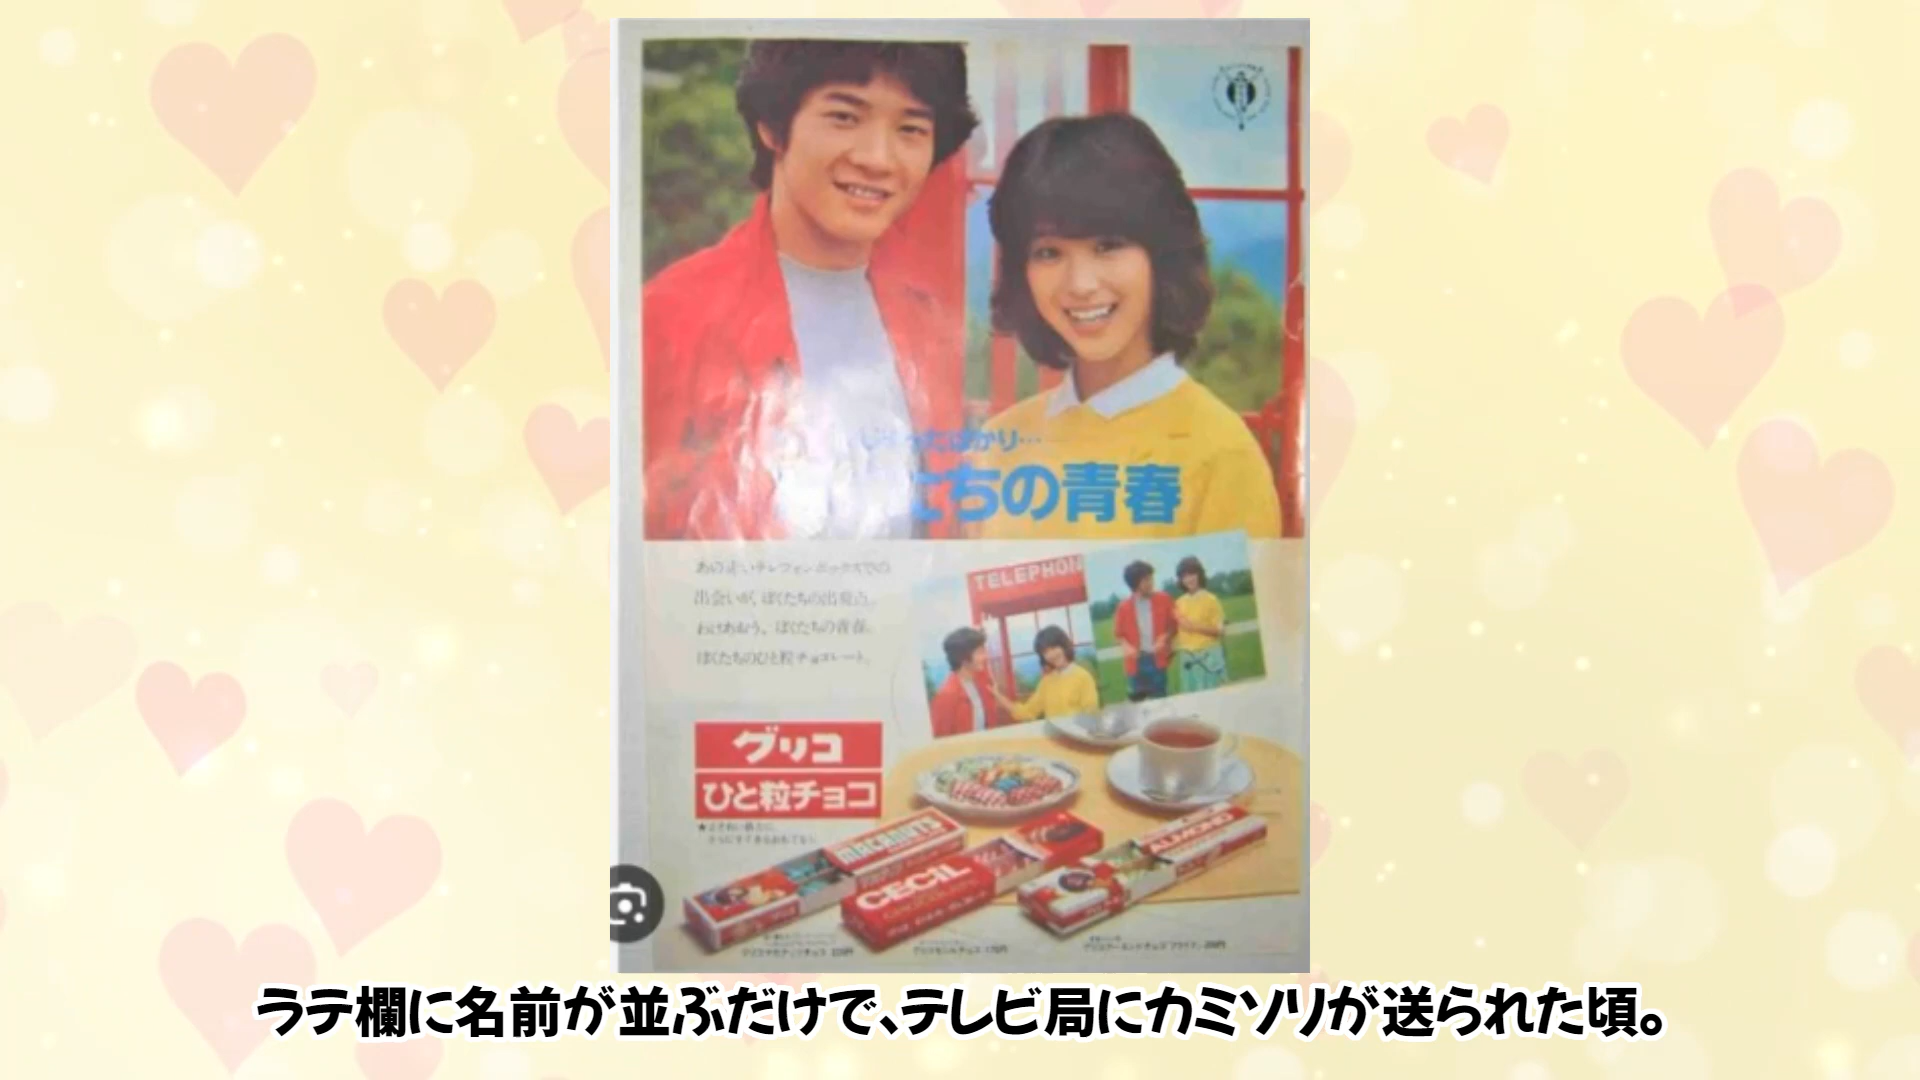 たちの青春
あの赤いテレフォンボックスでの
出会いが、ぼくたちの出発点。
わけあおう、ぼくたちの青春。
ぼくたちのひと粒チョコレート。
TELEPHON
グリコ
ひと粒チョコ
MACADAMIA
CECIL
ALMOND
ラテ欄に名前が並ぶだけで、テレビ局にカミソリが送られた頃。